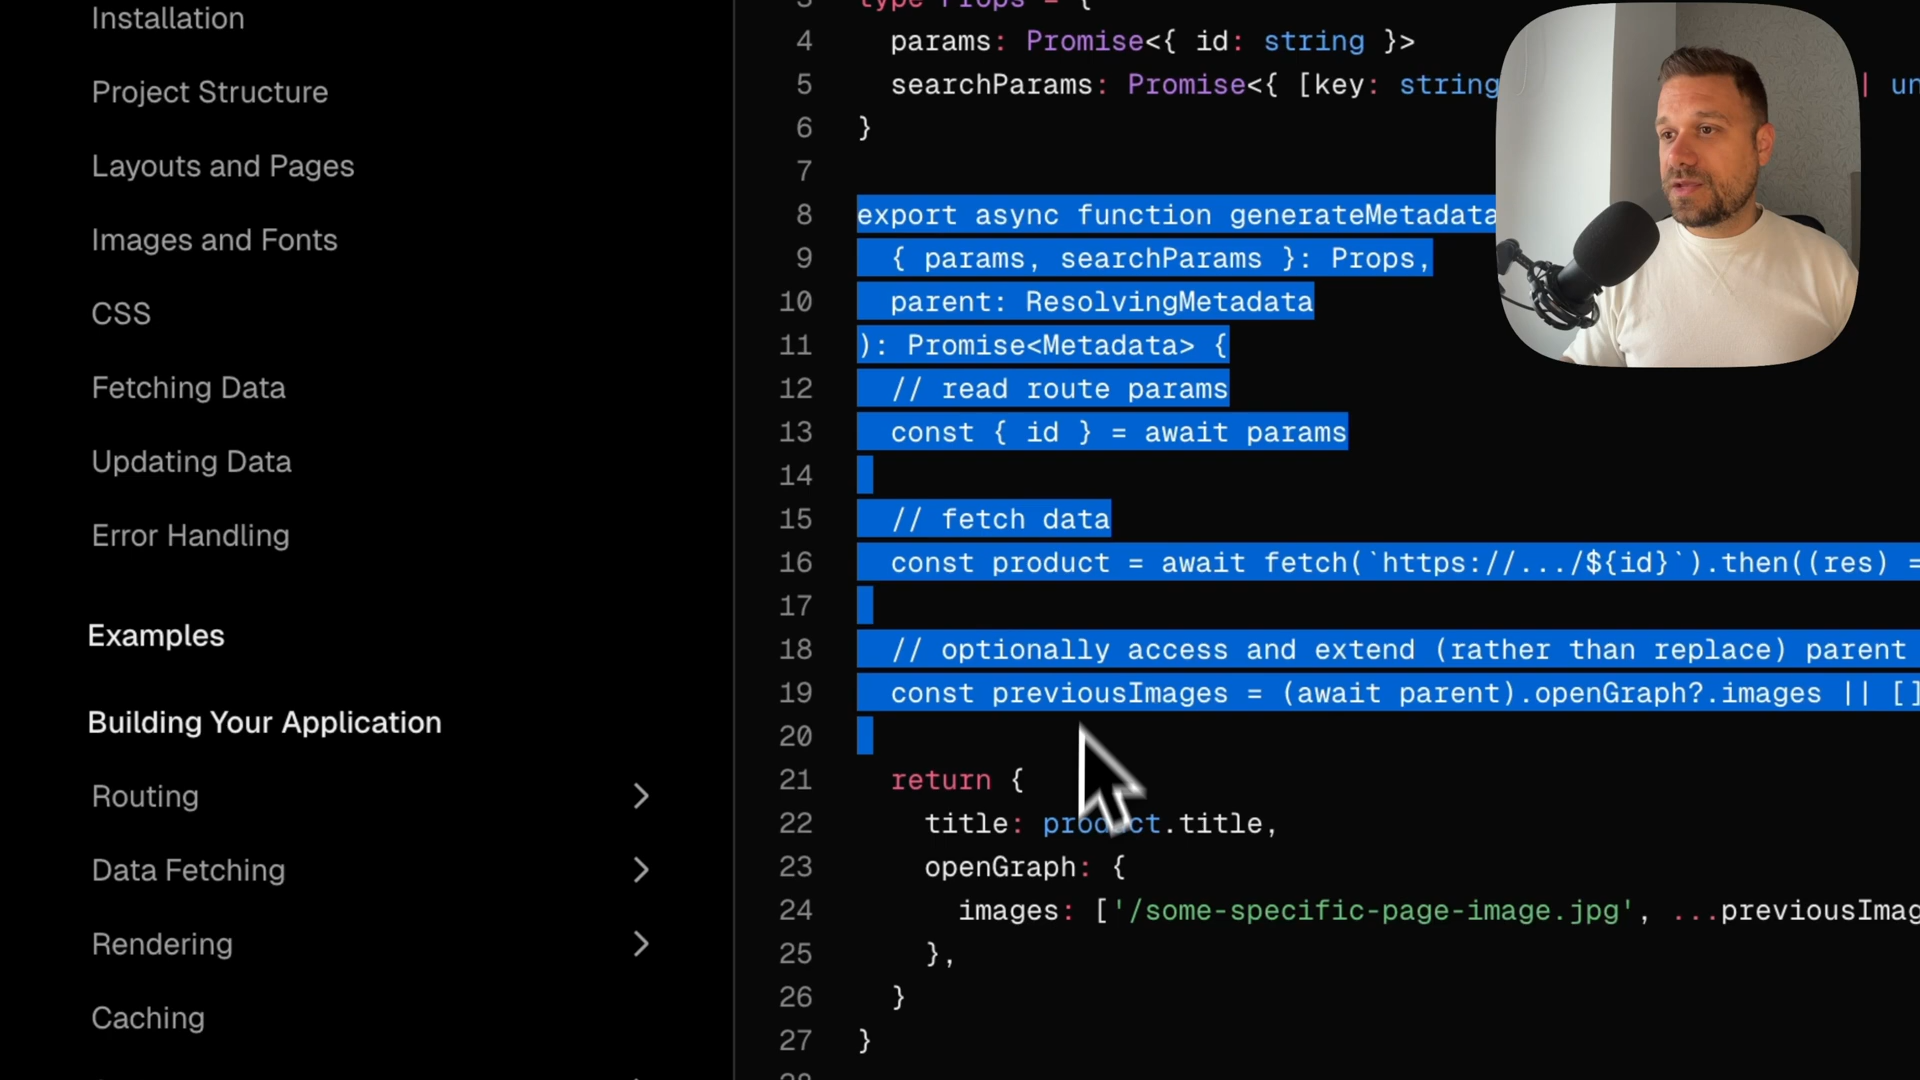 Installation
Project Structure
Layouts and Pages
Images and Fonts
CSS
Fetching Data
Updating Data
Error Handling
Examples
Building Your Application
Routing
Data Fetching
Rendering
Caching
3 type Props = {
4 params: Promise<{ id: string }>
5 searchParams: Promise<{ [key: string | un
6 }
7
8 export async function generateMetadata
9 { params, searchParams }: Props,
10 parent: ResolvingMetadata
11 ): Promise<Metadata> {
12 // read route params
13 const { id } = await params
14
15 // fetch data
16 const product = await fetch(`https://.../${id}`).then((res) =
17
18 // optionally access and extend (rather than replace) parent
19 const previousImages = (await parent).openGraph?.images || []
20
21 return {
22 title: product.title,
23 openGraph: {
24 images: ['/some-specific-page-image.jpg', ...previousImag
25 },
26 }
27 }
28